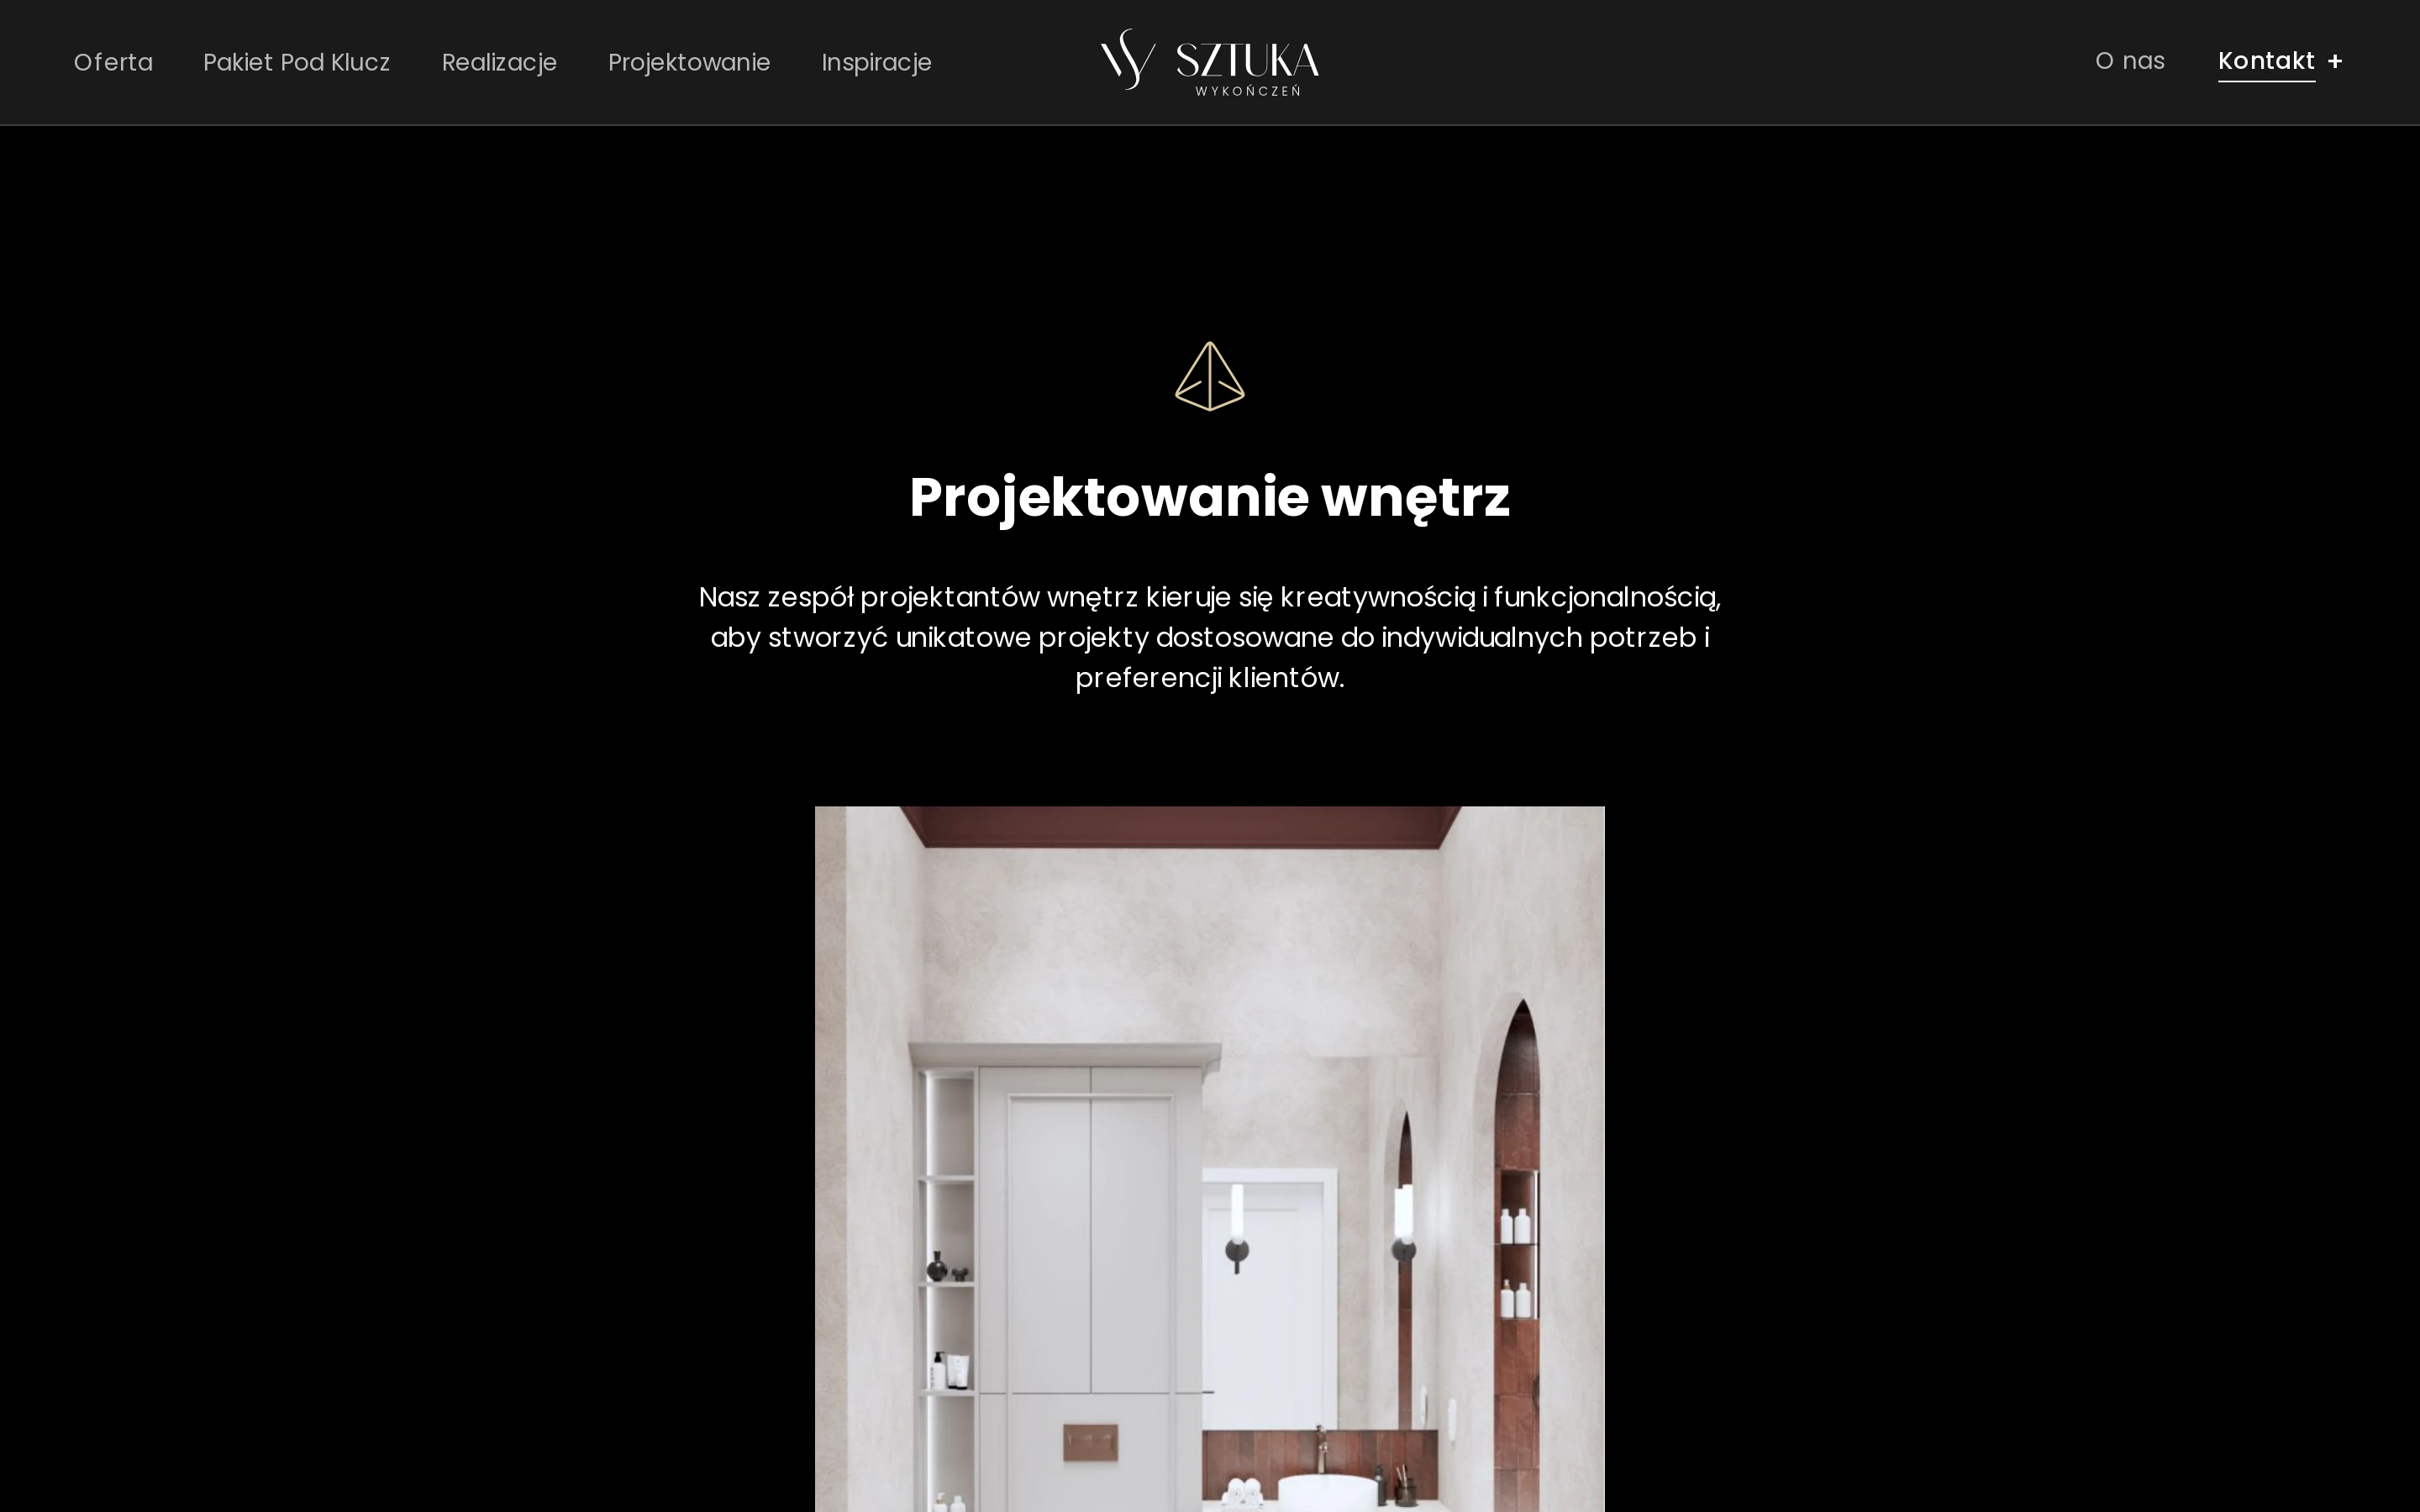 Oferta
Pakiet Pod Klucz
Realizacje
Projektowanie
Inspiracje
SZTUKA
WYKOŃCZEŃ
O nas
Kontakt +
Projektowanie wnętrz
Nasz zespół projektantów wnętrz kieruje się kreatywnością i funkcjonalnością,
aby stworzyć unikatowe projekty dostosowane do indywidualnych potrzeb i
preferencji klientów.